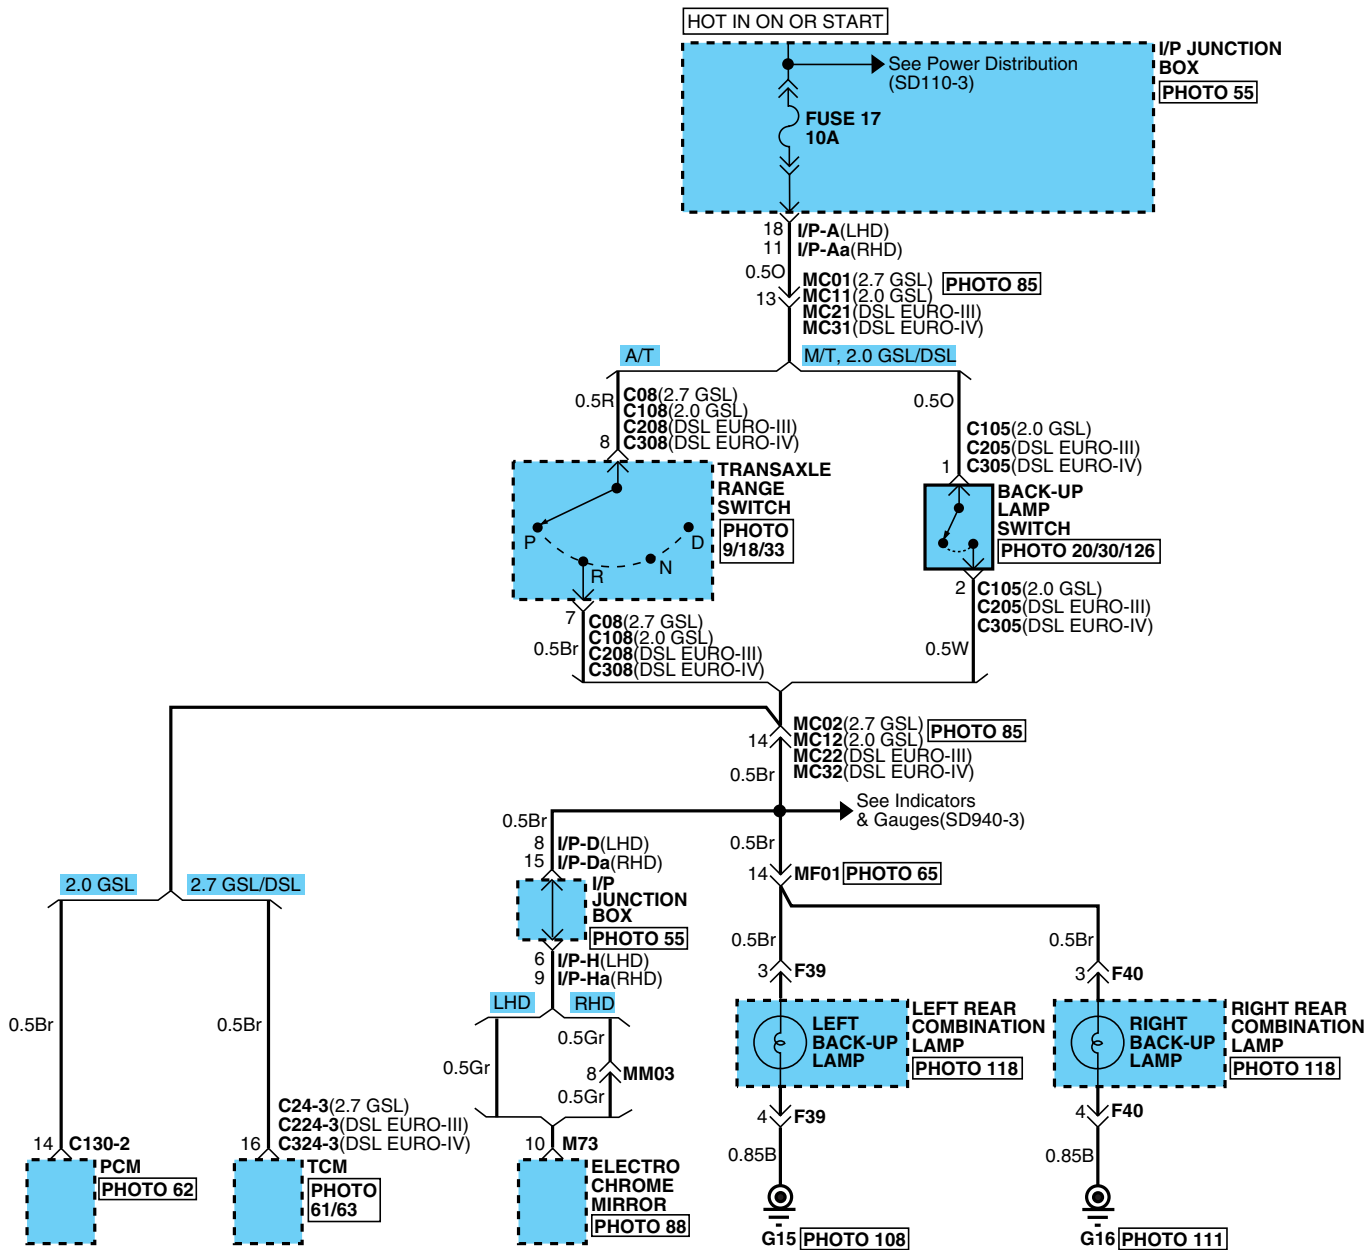 HOT IN ON OR START
I/P JUNCTION
BOX
PHOTO 55
See Power Distribution
(SD110-3)
FUSE 17
10A
18 I/P-A(LHD)
11 I/P-Aa(RHD)
0.5O
13
MC01(2.7 GSL)
MC11(2.0 GSL)
MC21(DSL EURO-III)
MC31(DSL EURO-IV)
PHOTO 85
A/T
M/T, 2.0 GSL/DSL
0.5R
C08(2.7 GSL)
C108(2.0 GSL)
C208(DSL EURO-III)
C308(DSL EURO-IV)
8
0.5O
C105(2.0 GSL)
C205(DSL EURO-III)
C305(DSL EURO-IV)
1
TRANSAXLE
RANGE
SWITCH
PHOTO
9/18/33
P
R
N
D
BACK-UP
LAMP
SWITCH
PHOTO 20/30/126
7
C08(2.7 GSL)
C108(2.0 GSL)
C208(DSL EURO-III)
C308(DSL EURO-IV)
0.5Br
2
C105(2.0 GSL)
C205(DSL EURO-III)
C305(DSL EURO-IV)
0.5W
14
MC02(2.7 GSL)
MC12(2.0 GSL)
MC22(DSL EURO-III)
MC32(DSL EURO-IV)
PHOTO 85
0.5Br
See Indicators
& Gauges(SD940-3)
0.5Br
8 I/P-D(LHD)
15 I/P-Da(RHD)
I/P
JUNCTION
BOX
PHOTO 55
6 I/P-H(LHD)
9 I/P-Ha(RHD)
LHD
RHD
0.5Gr
0.5Gr
8 MM03
0.5Gr
10 M73
ELECTRO
CHROME
MIRROR
PHOTO 88
0.5Br
14 MF01 PHOTO 65
0.5Br
0.5Br
3 F39
3 F40
LEFT
BACK-UP
LAMP
LEFT REAR
COMBINATION
LAMP
PHOTO 118
RIGHT
BACK-UP
LAMP
RIGHT REAR
COMBINATION
LAMP
PHOTO 118
4 F39
4 F40
0.85B
0.85B
G15 PHOTO 108
G16 PHOTO 111
2.0 GSL
2.7 GSL/DSL
0.5Br
0.5Br
14 C130-2
PCM
PHOTO 62
C24-3(2.7 GSL)
C224-3(DSL EURO-III)
16 C324-3(DSL EURO-IV)
TCM
PHOTO
61/63